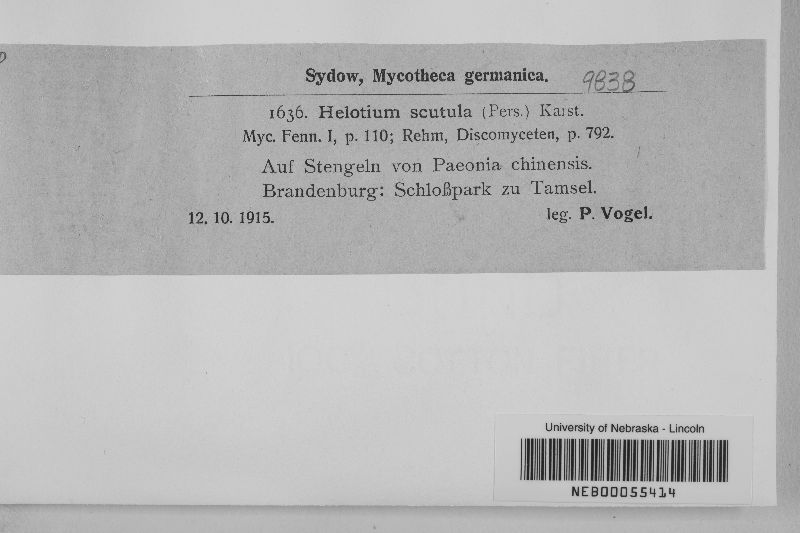 Sydow, Mycotheca germanica. 9838
1636. Helotium scutula (Pers.) Karst.
Myc. Fenn. I, p. 110; Rehm, Discomyceten, p. 792.
Auf Stengeln von Paeonia chinensis.
Brandenburg: Schloßpark zu Tamsel.
12. 10. 1915. leg. P. Vogel.
University of Nebraska - Lincoln
NEB00055414